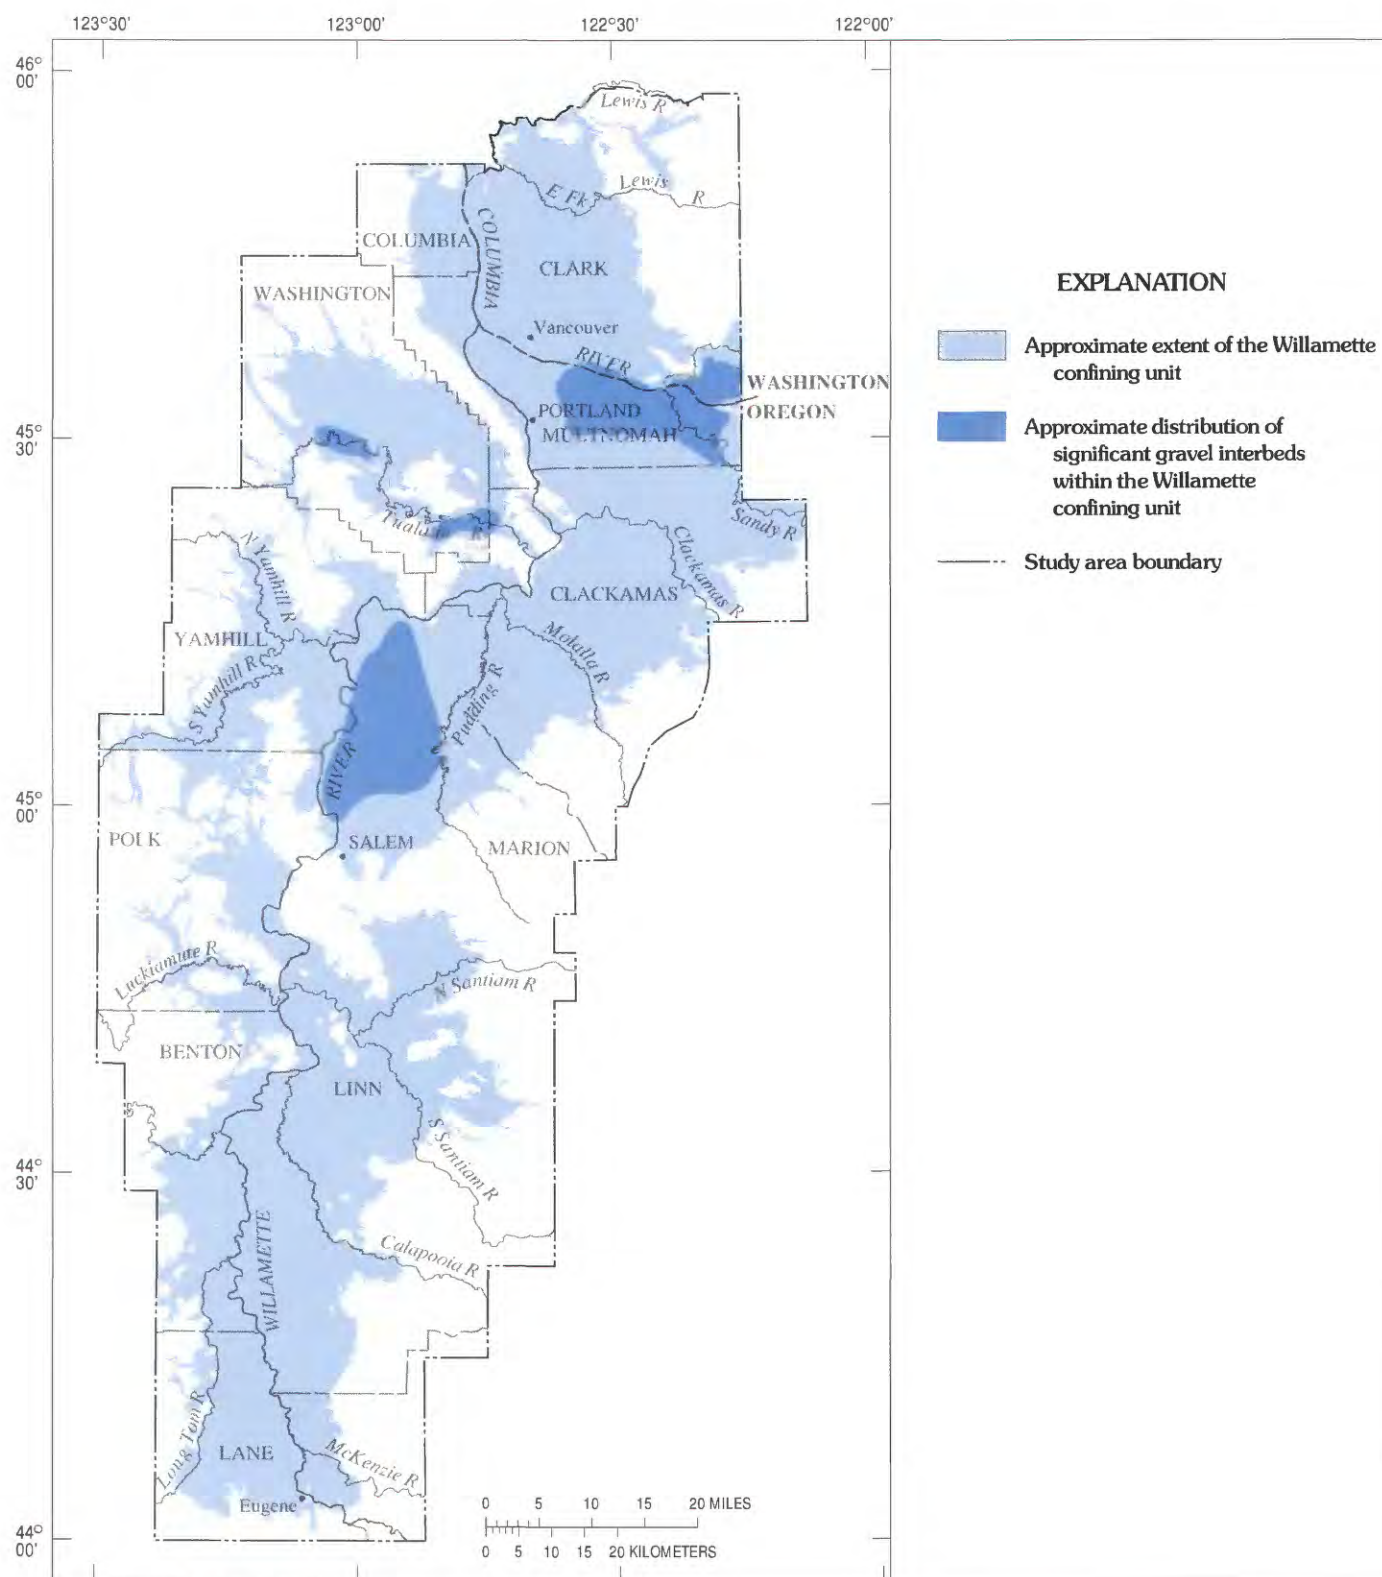 123°30'
123°00'
122°30'
122°00'
46°
00'
Lewis R
E Fk
Lewis
R
COLUMBIA
COLUMBIA
CLARK
WASHINGTON
Vancouver
RIVER
WASHINGTON
OREGON
PORTLAND
MULTNOMAH
45°
30'
Sandy R
Clackamas R
CLACKAMAS
N Yamhill R
YAMHILL
Molalla R
S Yamhill R
Pudding R
RIVER
45°
00'
POLK
SALEM
MARION
Luckiamute R
N Santiam R
BENTON
LINN
S Santiam R
44°
30'
WILLAMETTE
Calapooia R
Long Tom R
LANE
McKenzie R
Eugene
44°
00'
0 5 10 15 20 MILES
0 5 10 15 20 KILOMETERS
EXPLANATION
Approximate extent of the Willamette
confining unit
Approximate distribution of
significant gravel interbeds
within the Willamette
confining unit
Study area boundary